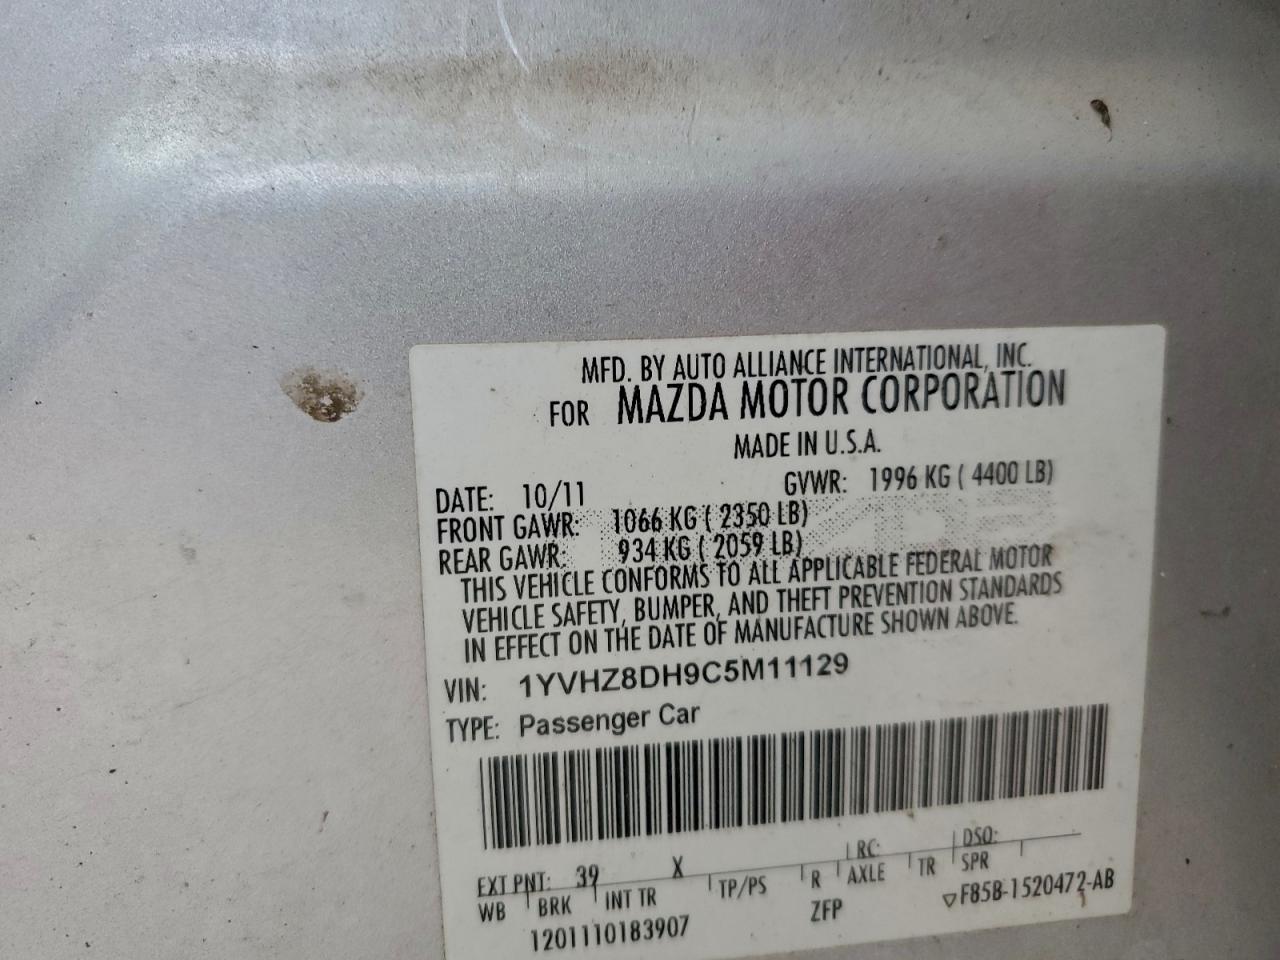 MFD. BY AUTO ALLIANCE INTERNATIONAL, INC.
FOR MAZDA MOTOR CORPORATION
MADE IN U.S.A.
DATE: 10/11 GVWR: 1996 KG ( 4400 LB)
FRONT GAWR: 1066 KG ( 2350 LB)
REAR GAWR: 934 KG ( 2059 LB)
THIS VEHICLE CONFORMS TO ALL APPLICABLE FEDERAL MOTOR
VEHICLE SAFETY, BUMPER, AND THEFT PREVENTION STANDARDS
IN EFFECT ON THE DATE OF MANUFACTURE SHOWN ABOVE.
VIN: 1YVHZ8DH9C5M11129
TYPE: Passenger Car
EXT PNT: 39 X RC: DSO:
WB BRK INT TR TP/PS R AXLE TR SPR
1201110183907 ZFP ▽F85B-1520472-AB